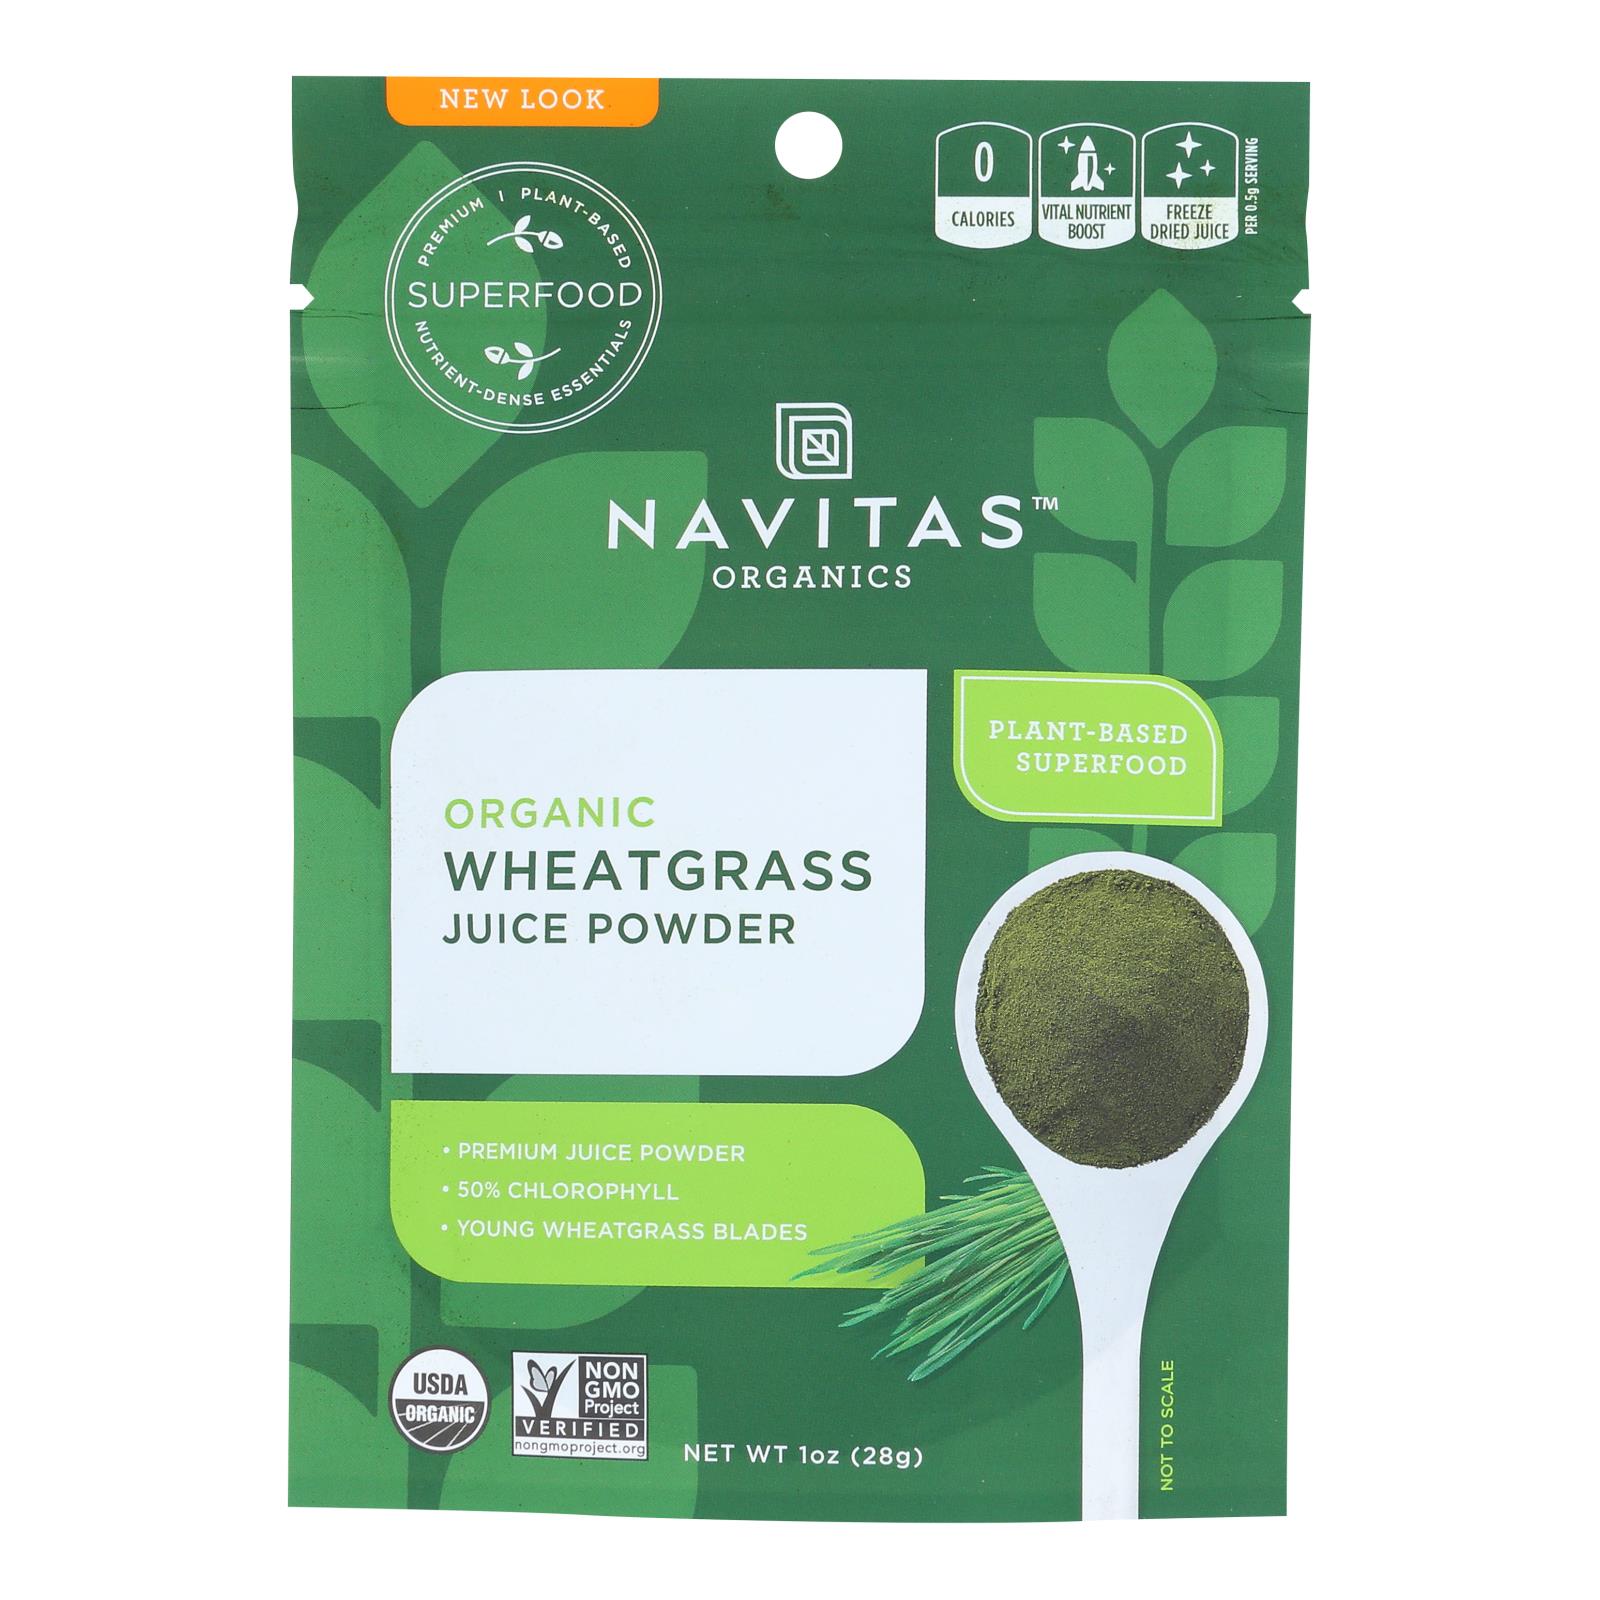 NEW LOOK
PREMIUM | PLANT-BASED
SUPERFOOD
NUTRIENT-DENSE ESSENTIALS
0
CALORIES
VITAL NUTRIENT
BOOST
FREEZE
DRIED JUICE
PER 0.5g SERVING
NAVITAS™
ORGANICS
PLANT-BASED
SUPERFOOD
ORGANIC
WHEATGRASS
JUICE POWDER
• PREMIUM JUICE POWDER
• 50% CHLOROPHYLL
• YOUNG WHEATGRASS BLADES
USDA
ORGANIC
NON
GMO
Project
VERIFIED
nongmoproject.org
NET WT 1oz (28g)
NOT TO SCALE